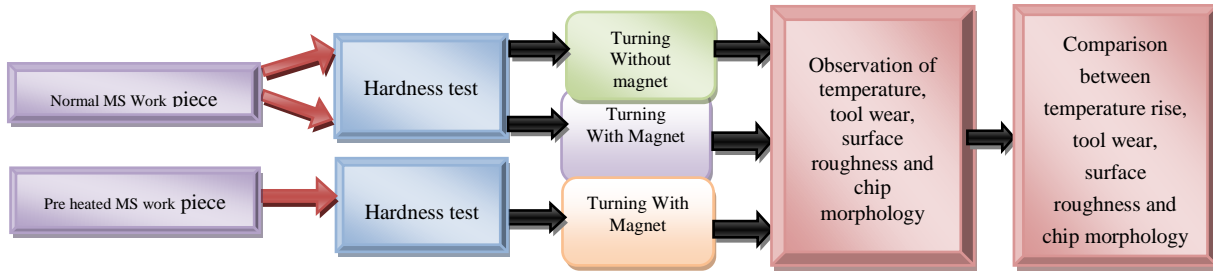 Normal MS Work piece
Pre heated MS work piece
Hardness test
Hardness test
Turning
Without
magnet
Turning
With Magnet
Turning With
Magnet
Observation of
temperature,
tool wear,
surface
roughness and
chip
morphology
Comparison
between
temperature rise,
tool wear,
surface
roughness and
chip morphology